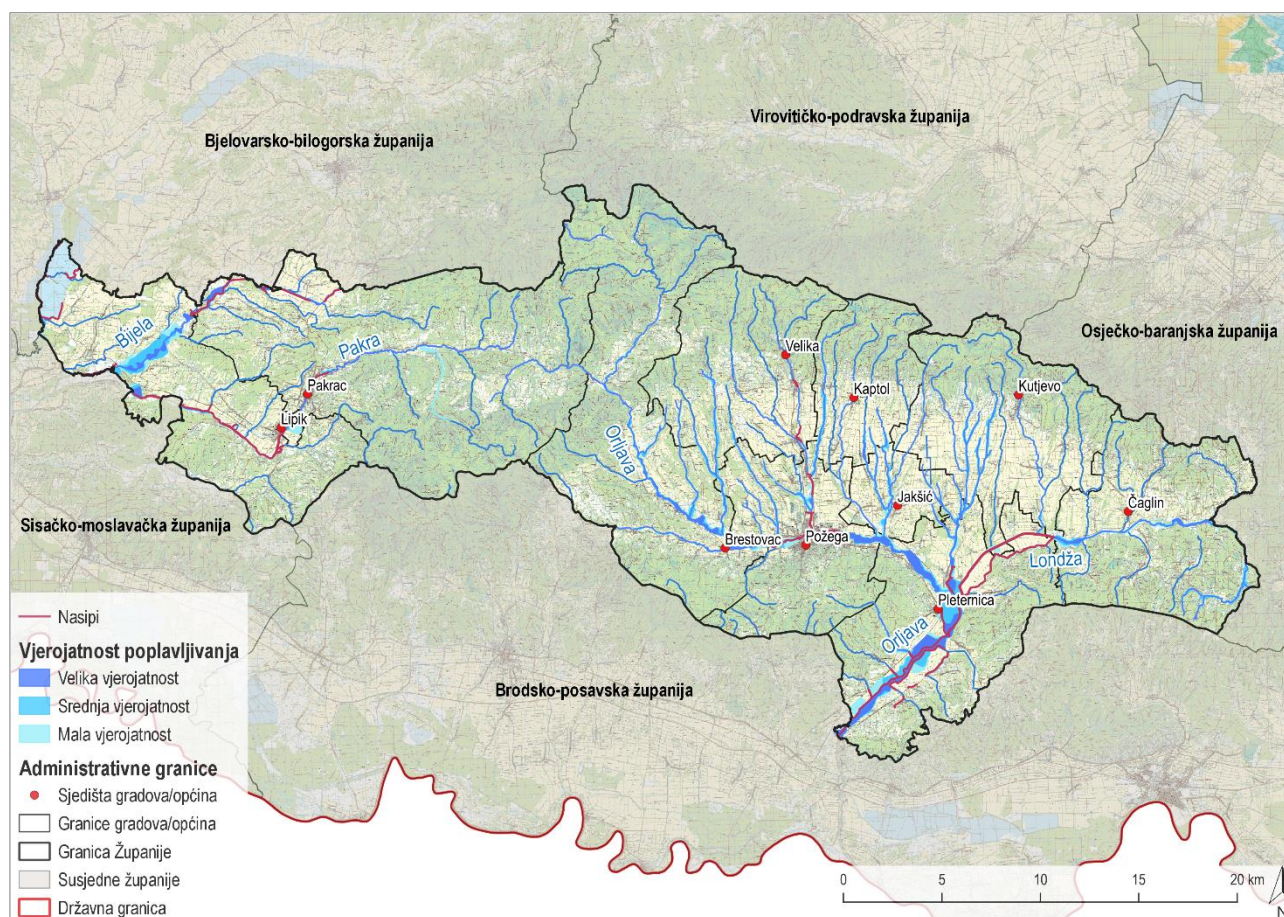 Virovitičko-podravska županija
Bjelovarsko-bilogorska županija
Osječko-baranjska županija
Bijela
Pakra
Velika
Pakrac
Kaptol
Kutjevo
Lipik
Orljava
Jakšić
Čaglin
Sisačko-moslavačka županija
Brestovac
Požega
Londža
Pleternica
Orljava
Brodsko-posavska županija
Nasipi
Vjerojatnost poplavljivanja
Velika vjerojatnost
Srednja vjerojatnost
Mala vjerojatnost
Administrativne granice
Sjedišta gradova/općina
Granice gradova/općina
Granica Županije
Susjedne županije
Državna granica
0 5 10 15 20 km
N